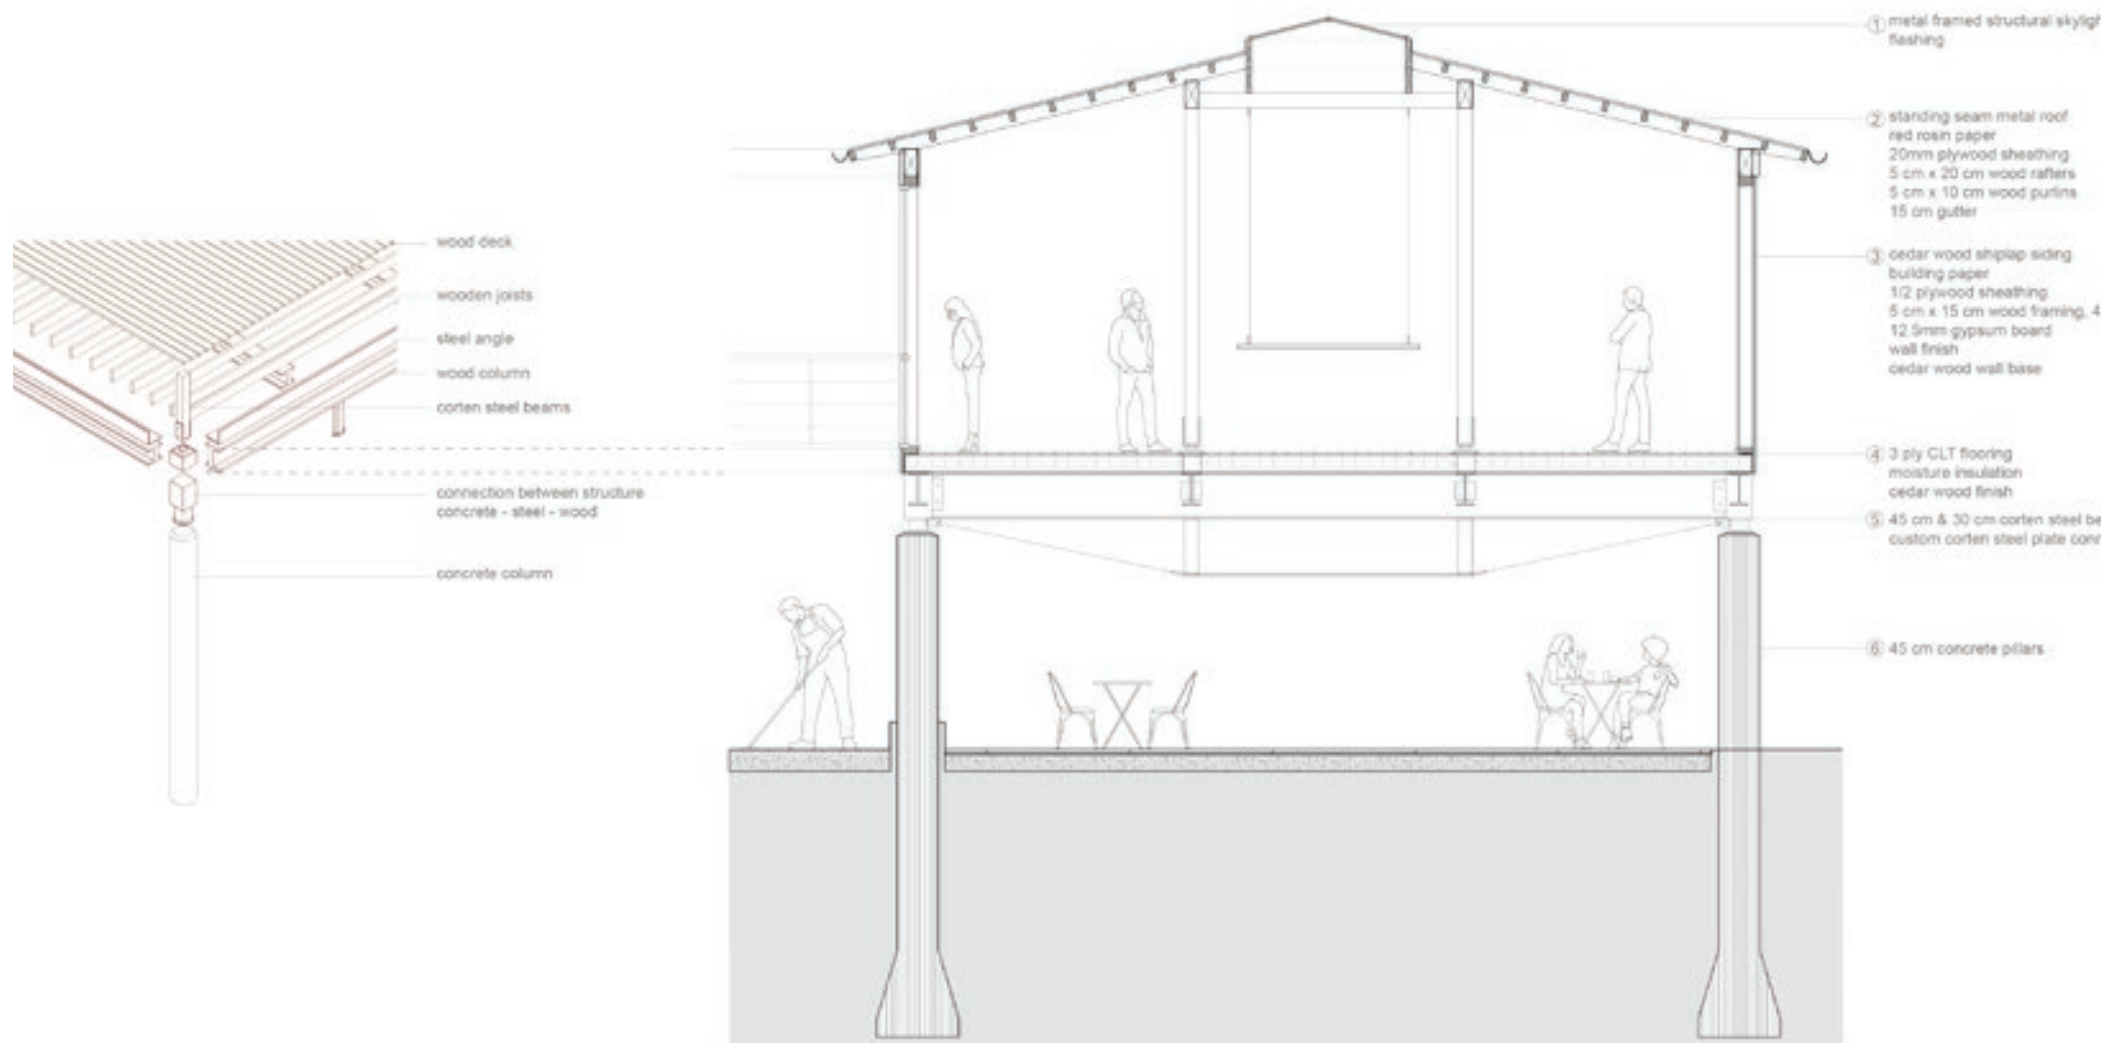 wood deck
wooden joists
steel angle
wood column
corten steel beams
connection between structure
concrete - steel - wood
concrete column
1 metal framed structural skyligh
flashing
2 standing seam metal roof
red rosin paper
20mm plywood sheathing
5 cm x 20 cm wood rafters
5 cm x 10 cm wood purlins
15 cm gutter
3 cedar wood shiplap siding
building paper
1/2 plywood sheathing
5 cm x 15 cm wood framing, 4
12.5mm gypsum board
wall finish
cedar wood wall base
4 3 ply CLT flooring
moisture insulation
cedar wood finish
5 45 cm & 30 cm corten steel be
custom corten steel plate conn
6 45 cm concrete pillars